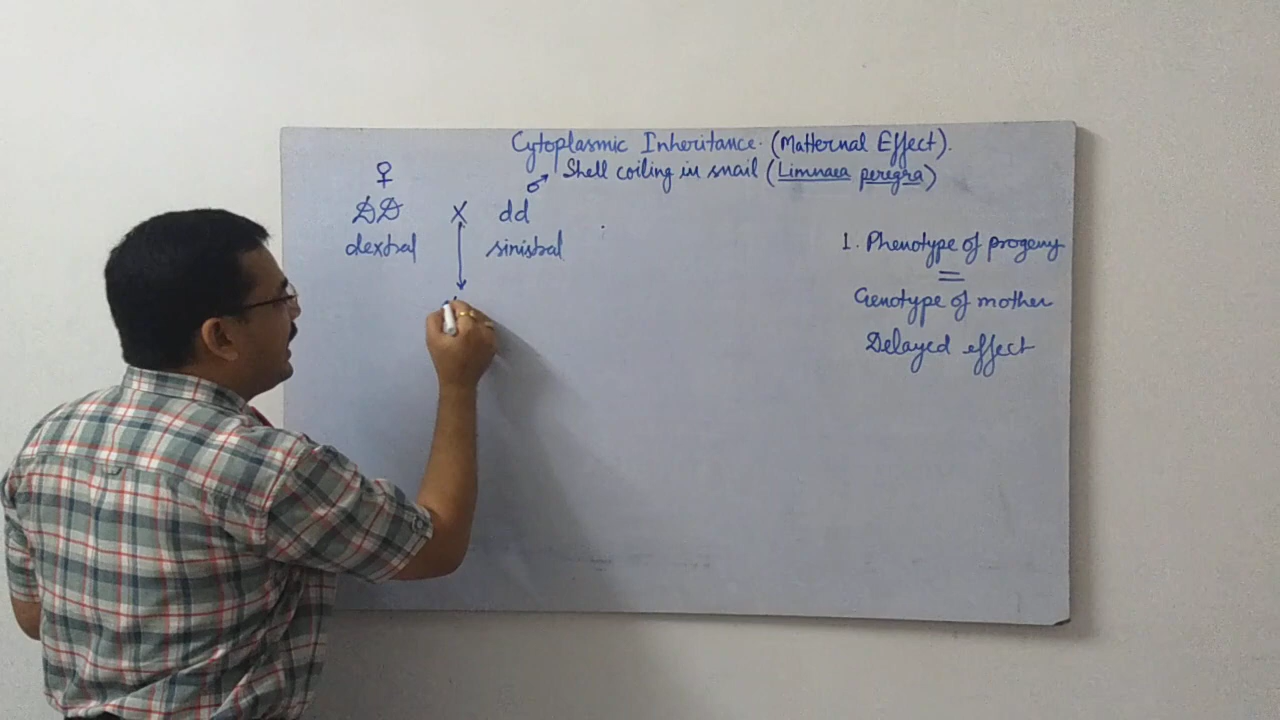 Cytoplasmic Inheritance. (Matternal Effect).
Shell coiling in snail (Limnaea peregra)
♀ ♂
DD X dd
dextral sinistral
1. Phenotype of progeny
=
Genotype of mother
Delayed effect